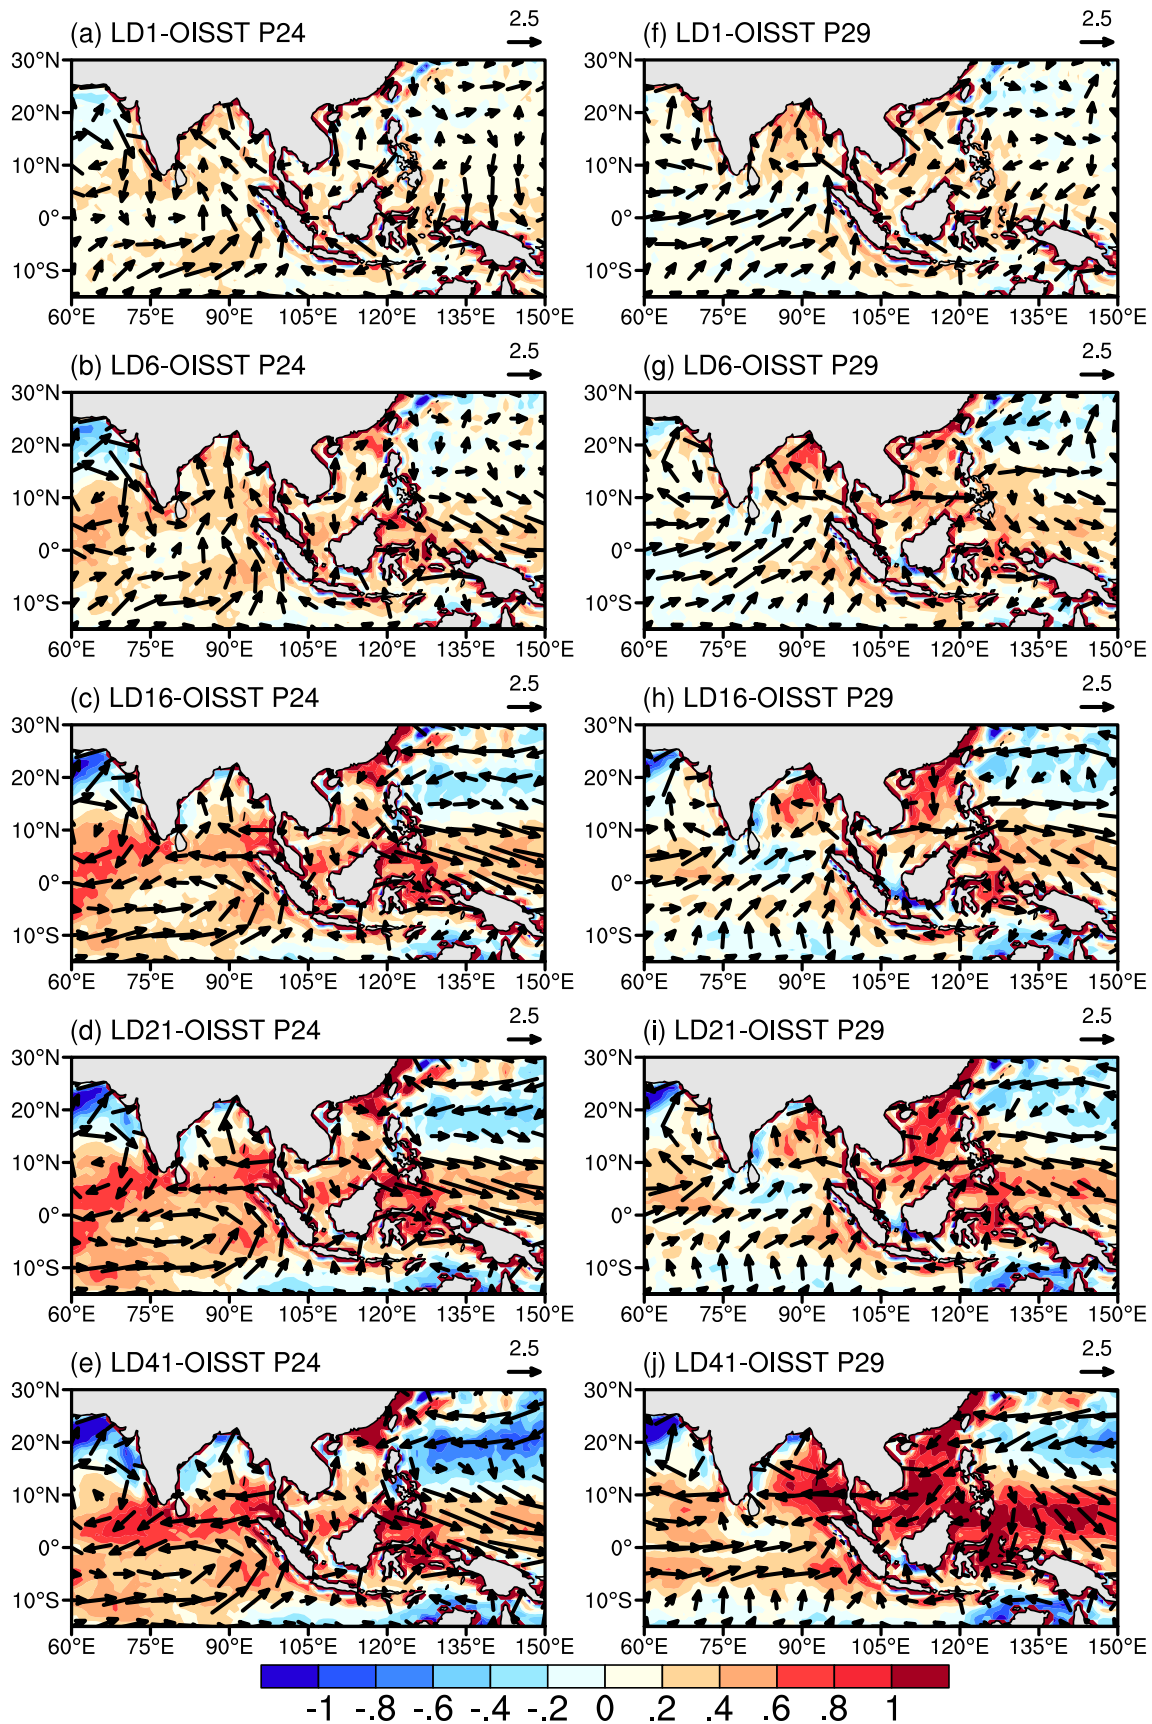 (a) LD1-OISST P24 2.5
30°N
20°N
10°N
0°
10°S
60°E 75°E 90°E 105°E 120°E 135°E 150°E
(f) LD1-OISST P29 2.5
30°N
20°N
10°N
0°
10°S
60°E 75°E 90°E 105°E 120°E 135°E 150°E
(b) LD6-OISST P24 2.5
30°N
20°N
10°N
0°
10°S
60°E 75°E 90°E 105°E 120°E 135°E 150°E
(g) LD6-OISST P29 2.5
30°N
20°N
10°N
0°
10°S
60°E 75°E 90°E 105°E 120°E 135°E 150°E
(c) LD16-OISST P24 2.5
30°N
20°N
10°N
0°
10°S
60°E 75°E 90°E 105°E 120°E 135°E 150°E
(h) LD16-OISST P29 2.5
30°N
20°N
10°N
0°
10°S
60°E 75°E 90°E 105°E 120°E 135°E 150°E
(d) LD21-OISST P24 2.5
30°N
20°N
10°N
0°
10°S
60°E 75°E 90°E 105°E 120°E 135°E 150°E
(i) LD21-OISST P29 2.5
30°N
20°N
10°N
0°
10°S
60°E 75°E 90°E 105°E 120°E 135°E 150°E
(e) LD41-OISST P24 2.5
30°N
20°N
10°N
0°
10°S
60°E 75°E 90°E 105°E 120°E 135°E 150°E
(j) LD41-OISST P29 2.5
30°N
20°N
10°N
0°
10°S
60°E 75°E 90°E 105°E 120°E 135°E 150°E
-1 -.8 -.6 -.4 -.2 0 .2 .4 .6 .8 1